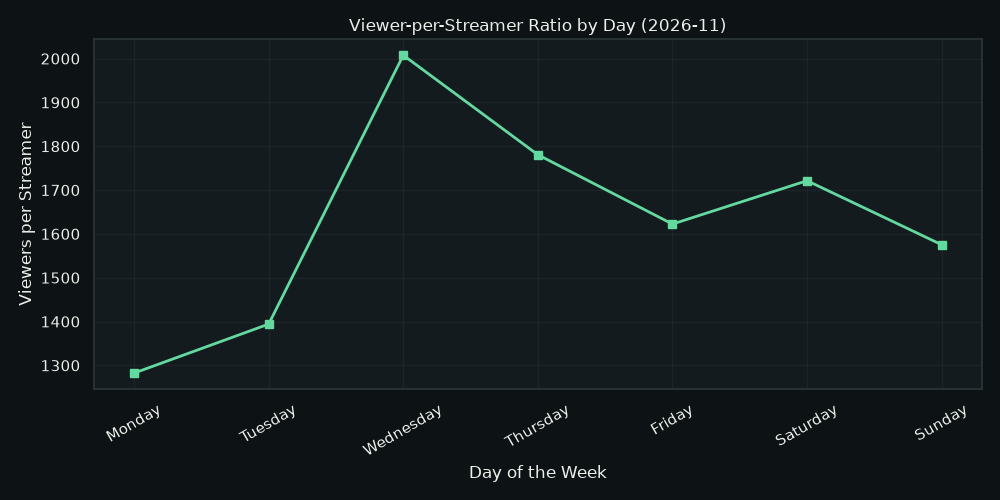 Viewer-per-Streamer Ratio by Day (2026-11)
Viewers per Streamer
2000
1900
1800
1700
1600
1500
1400
1300
Monday
Tuesday
Wednesday
Thursday
Friday
Saturday
Sunday
Day of the Week